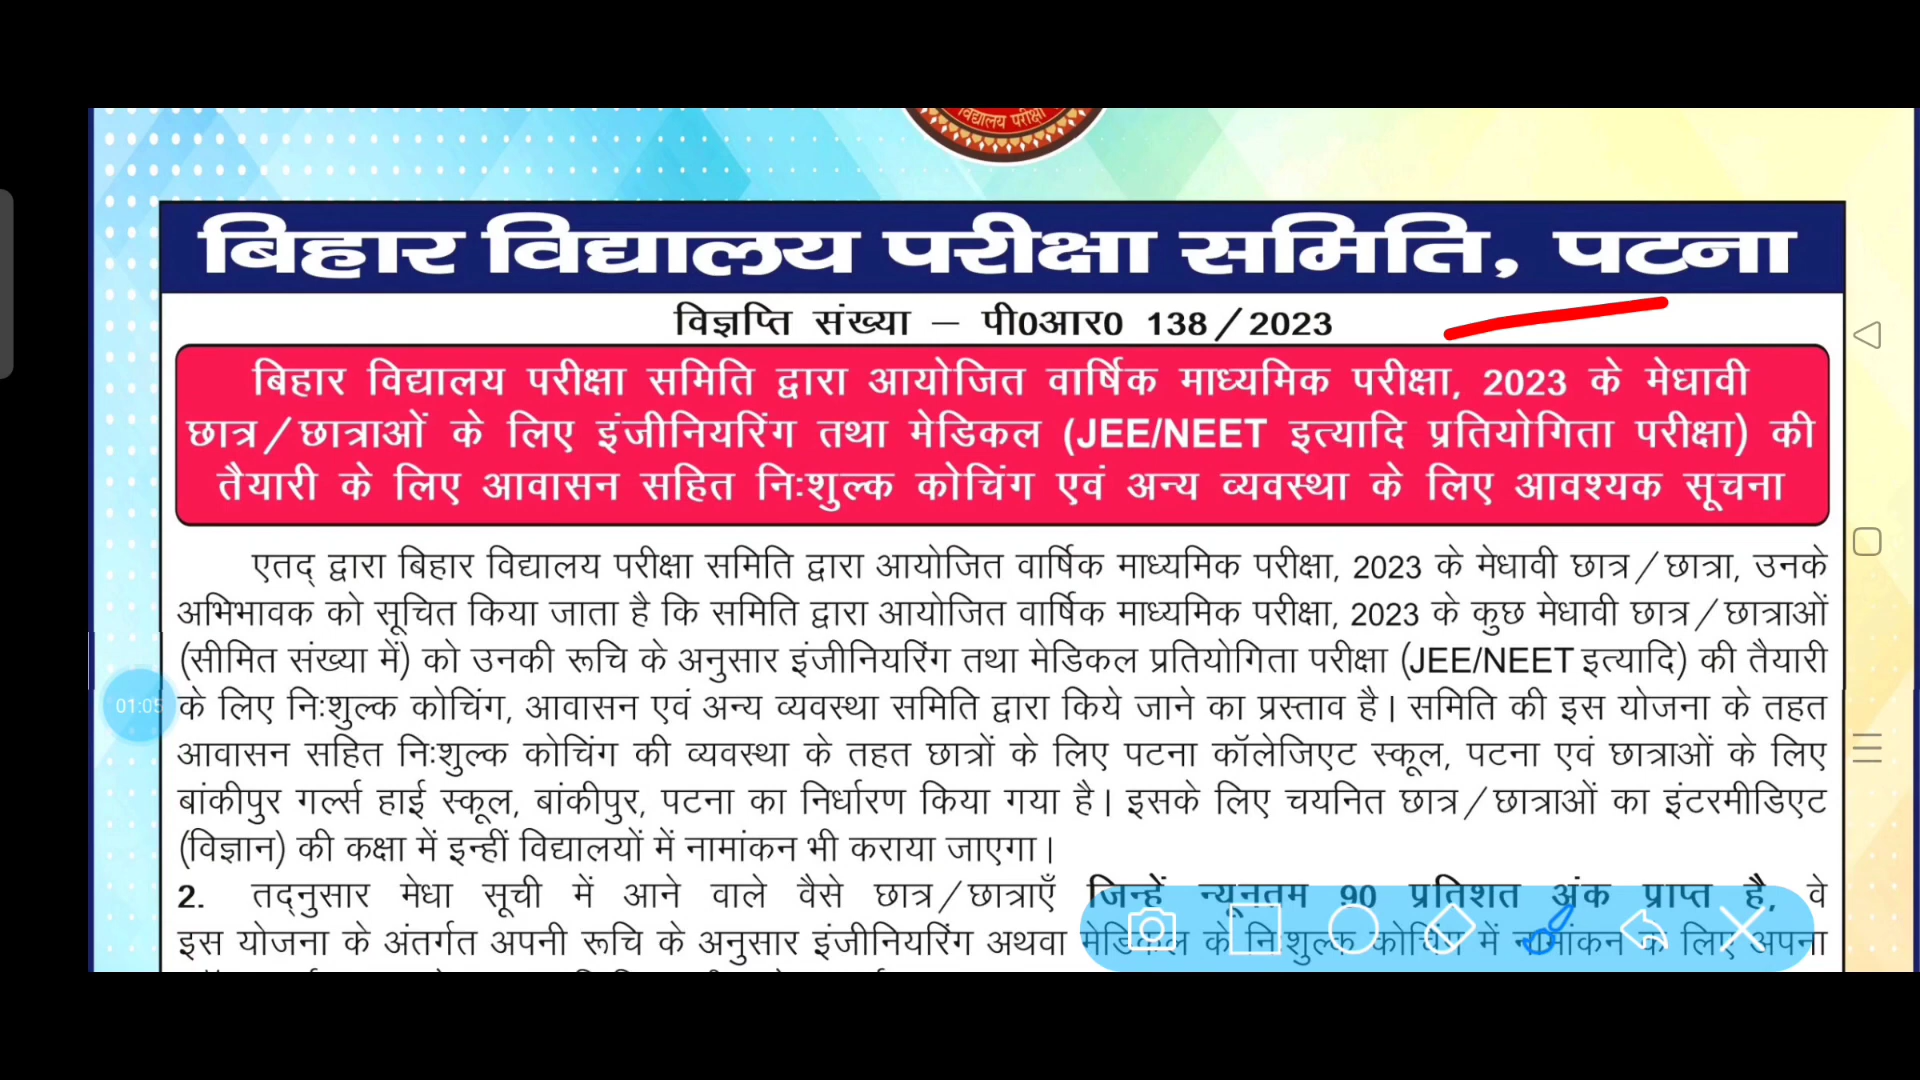 विद्यालय परीक्षा
बिहार विद्यालय परीक्षा समिति, पटना
विज्ञप्ति संख्या – पी0आर0 138/2023
बिहार विद्यालय परीक्षा समिति द्वारा आयोजित वार्षिक माध्यमिक परीक्षा, 2023 के मेधावी
छात्र/छात्राओं के लिए इंजीनियरिंग तथा मेडिकल (JEE/NEET इत्यादि प्रतियोगिता परीक्षा) की
तैयारी के लिए आवासन सहित निःशुल्क कोचिंग एवं अन्य व्यवस्था के लिए आवश्यक सूचना
एतद् द्वारा बिहार विद्यालय परीक्षा समिति द्वारा आयोजित वार्षिक माध्यमिक परीक्षा, 2023 के मेधावी छात्र/छात्रा, उनके
अभिभावक को सूचित किया जाता है कि समिति द्वारा आयोजित वार्षिक माध्यमिक परीक्षा, 2023 के कुछ मेधावी छात्र/छात्राओं
(सीमित संख्या में) को उनकी रूचि के अनुसार इंजीनियरिंग तथा मेडिकल प्रतियोगिता परीक्षा (JEE/NEET इत्यादि) की तैयारी
01:05
के लिए निःशुल्क कोचिंग, आवासन एवं अन्य व्यवस्था समिति द्वारा किये जाने का प्रस्ताव है। समिति की इस योजना के तहत
आवासन सहित निःशुल्क कोचिंग की व्यवस्था के तहत छात्रों के लिए पटना कॉलेजिएट स्कूल, पटना एवं छात्राओं के लिए
बांकीपुर गर्ल्स हाई स्कूल, बांकीपुर, पटना का निर्धारण किया गया है। इसके लिए चयनित छात्र/छात्राओं का इंटरमीडिएट
(विज्ञान) की कक्षा में इन्हीं विद्यालयों में नामांकन भी कराया जाएगा।
2. तद्नुसार मेधा सूची में आने वाले वैसे छात्र/छात्राएँ जिन्हें न्यूनतम 90 प्रतिशत अंक प्राप्त है, वे
इस योजना के अंतर्गत अपनी रूचि के अनुसार इंजीनियरिंग अथवा मेडिकल के निःशुल्क कोचिंग में नामांकन के लिए अपना